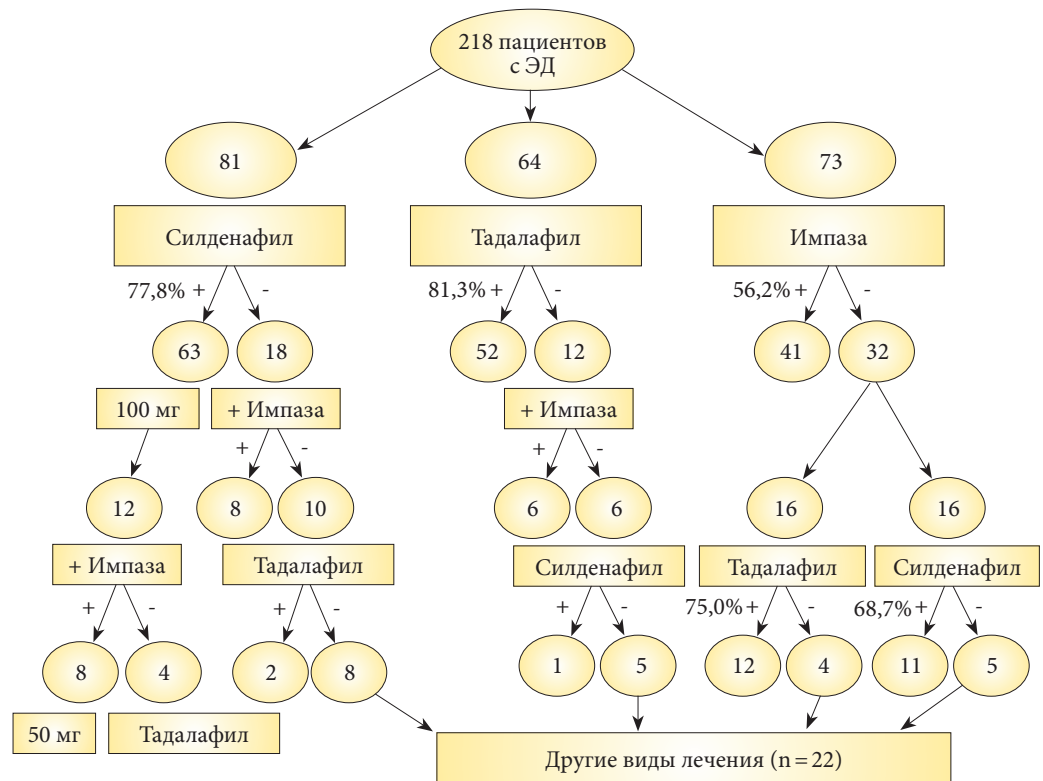 218 пациентов
с ЭД
81 64 73
Силденафил Тадалафил Импаза
77,8% + - 81,3% + - 56,2% + -
63 18 52 12 41 32
100 мг + Импаза + Импаза
+ - + -
12 8 10 6 6 16 16
+ Импаза Тадалафил Силденафил Тадалафил Силденафил
+ - + - + - 75,0% + - 68,7% + -
8 4 2 8 1 5 12 4 11 5
50 мг Тадалафил
Другие виды лечения (n = 22)